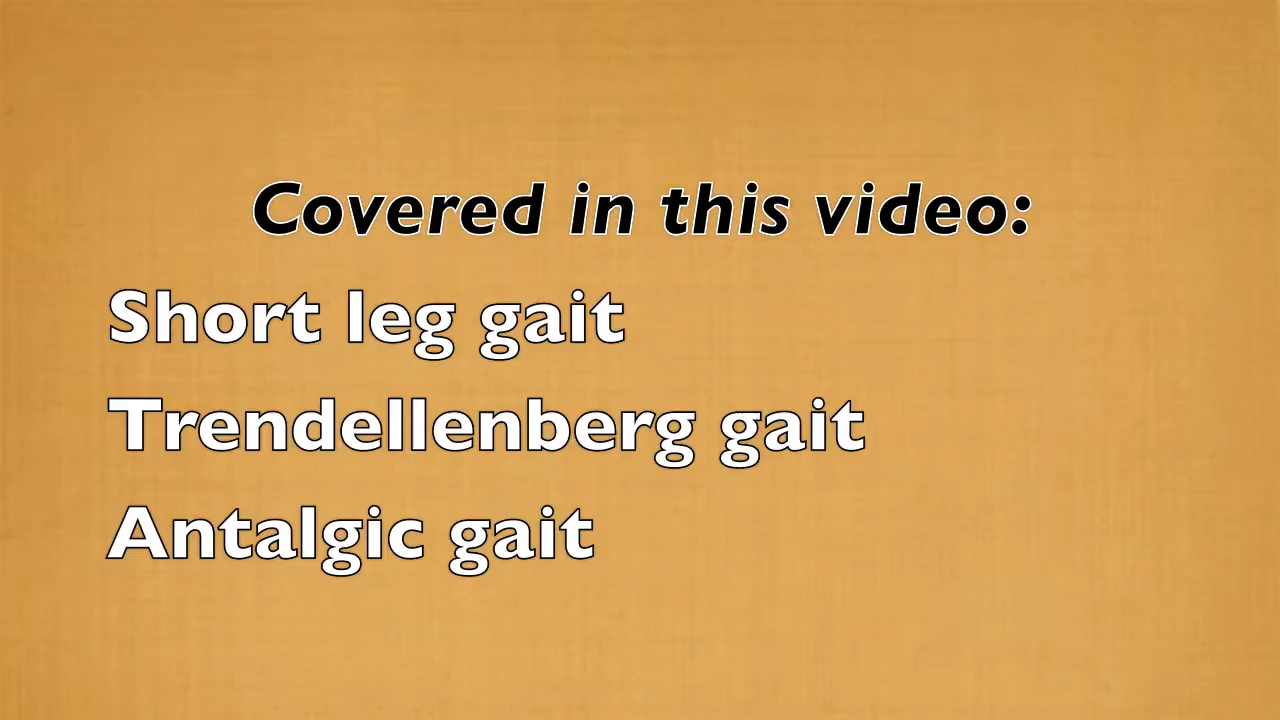 Covered in this video:
Short leg gait
Trendellenberg gait
Antalgic gait